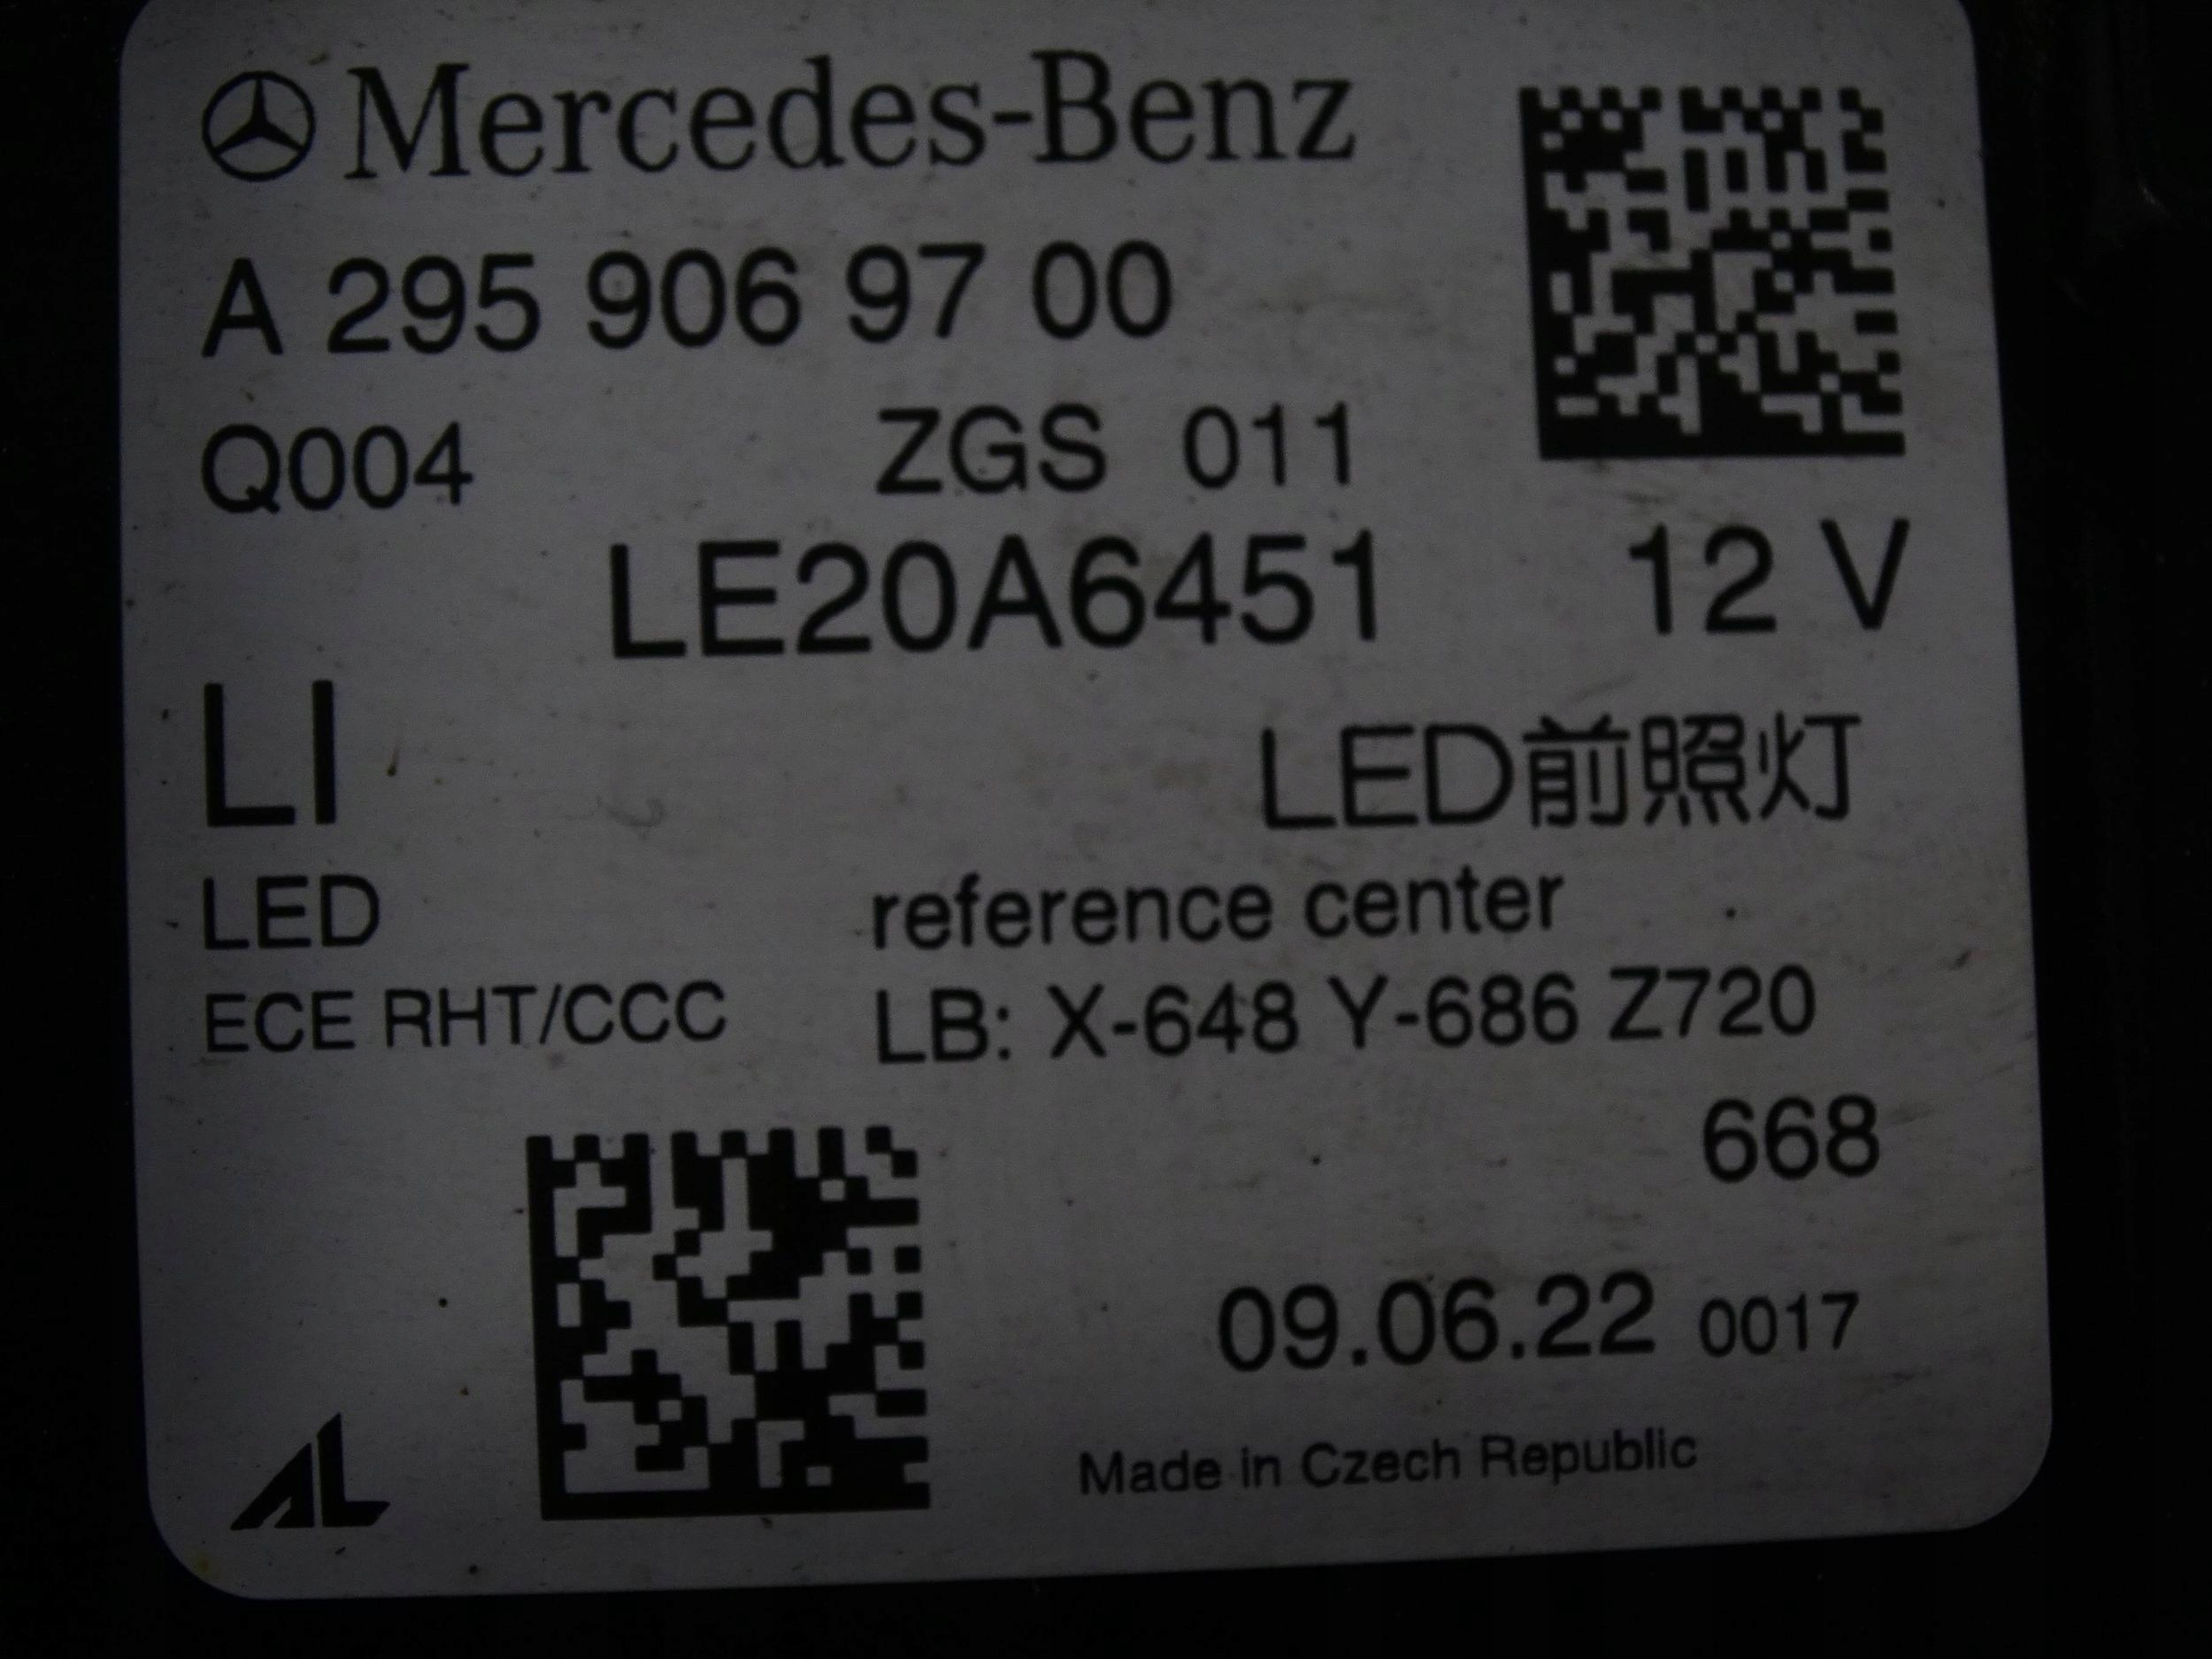 Mercedes-Benz
A 295 906 97 00
Q004 ZGS 011
LE20A6451 12 V
LI LED前照灯
LED reference center
ECE RHT/CCC LB: X-648 Y-686 Z720
668
09.06.22 0017
AL Made in Czech Republic